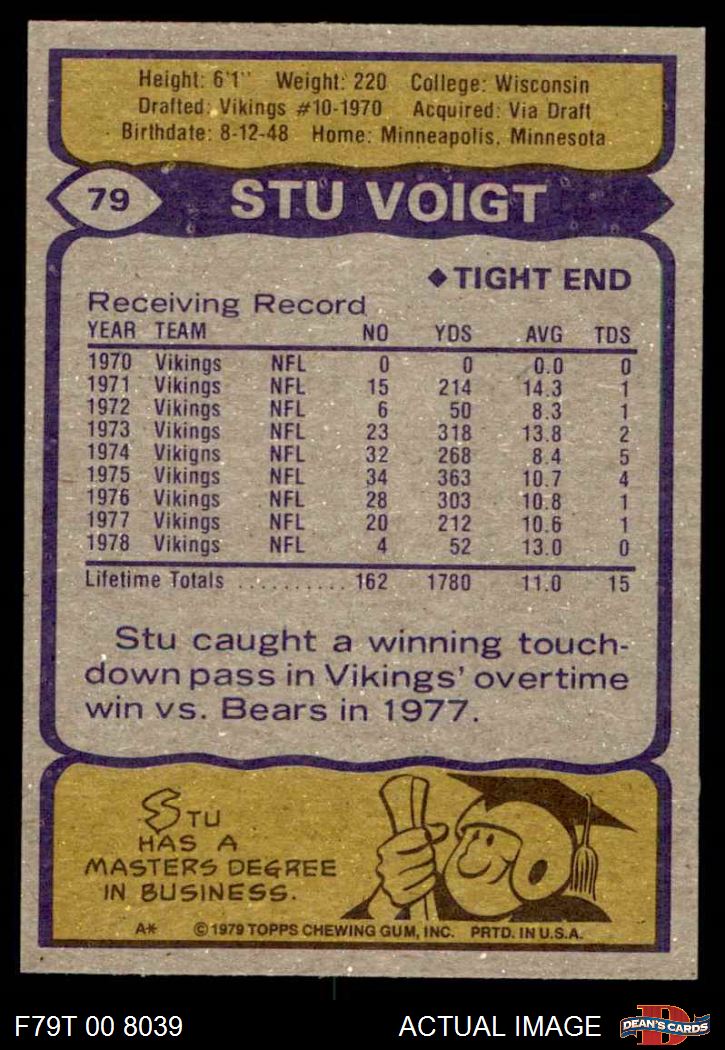 Height: 6'1" Weight: 220 College: Wisconsin
Drafted: Vikings #10-1970 Acquired: Via Draft
Birthdate: 8-12-48 Home: Minneapolis, Minnesota
79 STU VOIGT
◆TIGHT END
Receiving Record
YEAR TEAM NO YDS AVG TDS
1970 Vikings NFL 0 0 0.0 0
1971 Vikings NFL 15 214 14.3 1
1972 Vikings NFL 6 50 8.3 1
1973 Vikings NFL 23 318 13.8 2
1974 Vikigns NFL 32 268 8.4 5
1975 Vikings NFL 34 363 10.7 4
1976 Vikings NFL 28 303 10.8 1
1977 Vikings NFL 20 212 10.6 1
1978 Vikings NFL 4 52 13.0 0
Lifetime Totals .......... 162 1780 11.0 15
Stu caught a winning touch-
down pass in Vikings' overtime
win vs. Bears in 1977.
STU
HAS A
MASTERS DEGREE
IN BUSINESS.
A* © 1979 TOPPS CHEWING GUM, INC. PRTD. IN U.S.A.
F79T 00 8039 ACTUAL IMAGE D DEAN'S CARDS